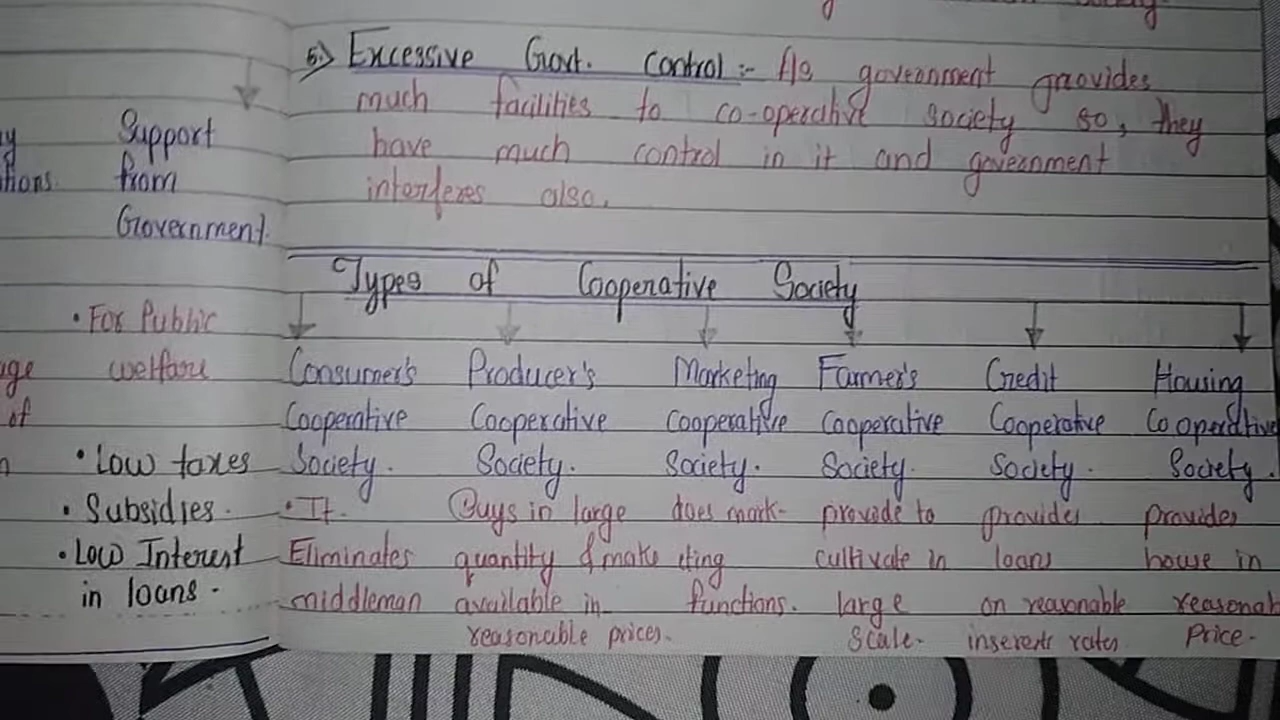 5.) Excessive Govt. Control :- As government provides
much facilities to co-operative society so, they
have much control in it and government
interferes also.
Support
from
Government.
• For Public
welfare
• Low taxes
• Subsidies.
• Low Interest
in loans.
Types of Cooperative Society
Consumer's Producer's Marketing Farmer's Credit Housing
Cooperative Cooperative Cooperative Cooperative Cooperative Cooperative
Society. Society. Society. Society. Society. Society.
• It Buys in large does mark- provide to provides provides
Eliminates quantity & make eting cultivate in loans house in
middleman available in functions. large on reasonable reasonab
reasonable prices. Scale. inserents rates Price.